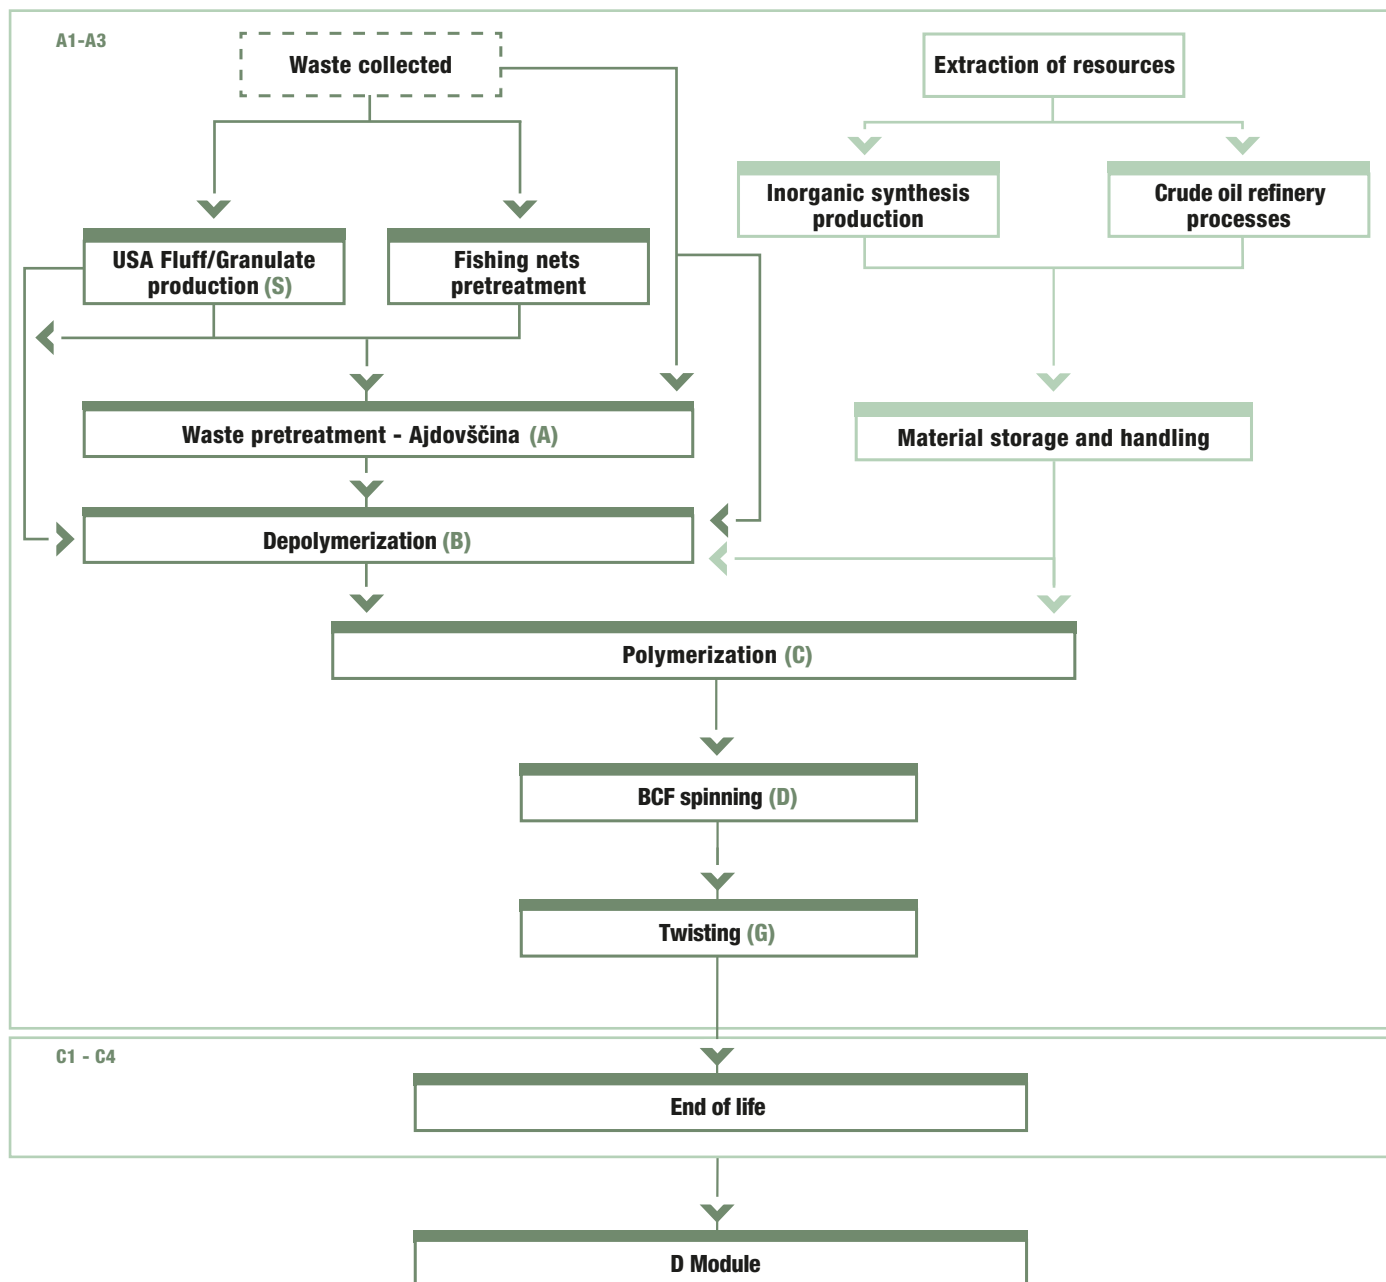 A1-A3
Waste collected
Extraction of resources
Inorganic synthesis
production
Crude oil refinery
processes
USA Fluff/Granulate
production (S)
Fishing nets
pretreatment
Waste pretreatment - Ajdovščina (A)
Material storage and handling
Depolymerization (B)
Polymerization (C)
BCF spinning (D)
Twisting (G)
C1 - C4
End of life
D Module